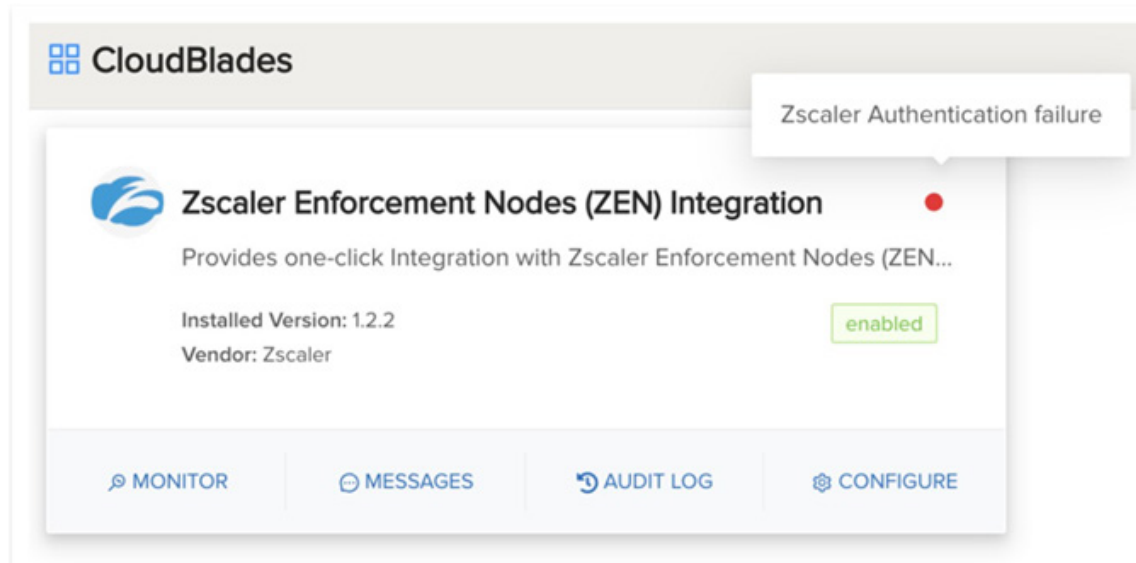 CloudBlades
Zscaler Authentication failure
Zscaler Enforcement Nodes (ZEN) Integration
Provides one-click Integration with Zscaler Enforcement Nodes (ZEN...
Installed Version: 1.2.2
enabled
Vendor: Zscaler
MONITOR
MESSAGES
AUDIT LOG
CONFIGURE